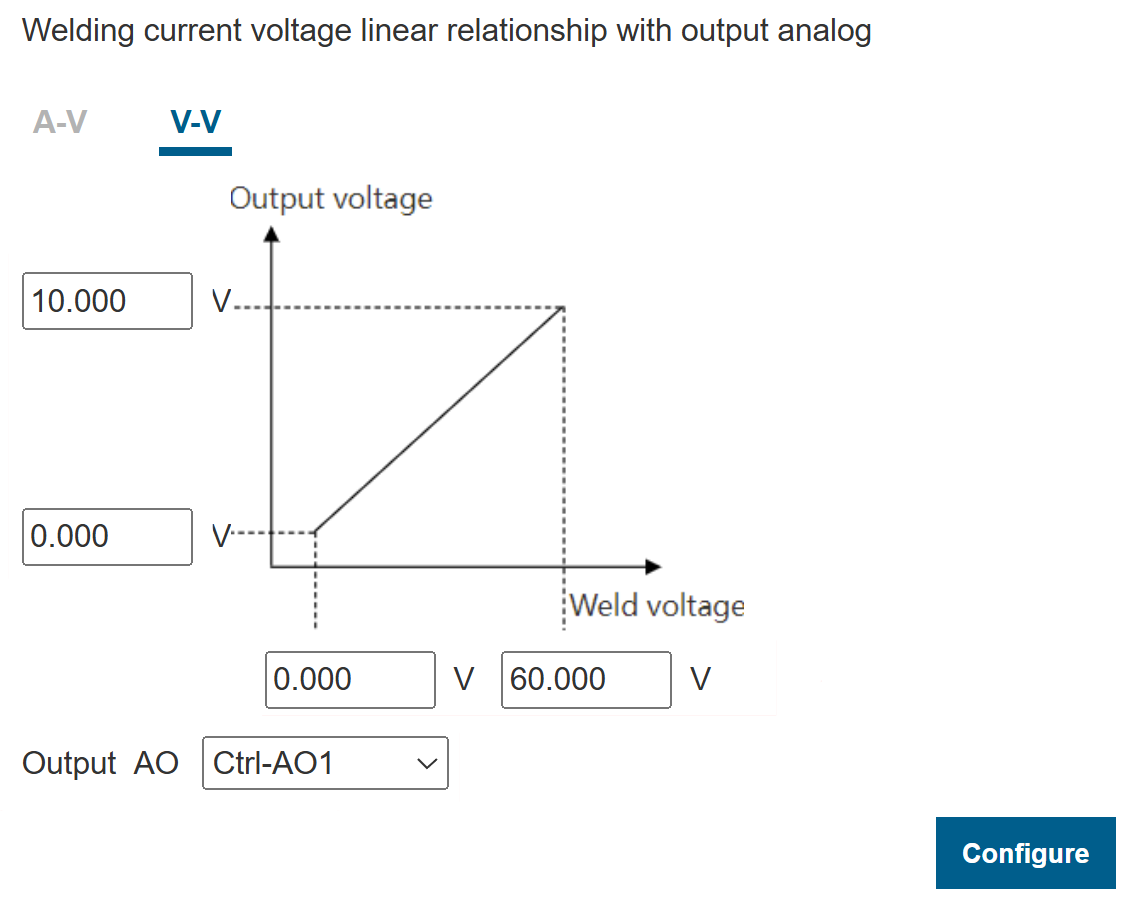 Welding current voltage linear relationship with output analog
A-V V-V
Output voltage
10.000 V
0.000 V
Weld voltage
0.000 V 60.000 V
Output AO Ctrl-AO1
Configure